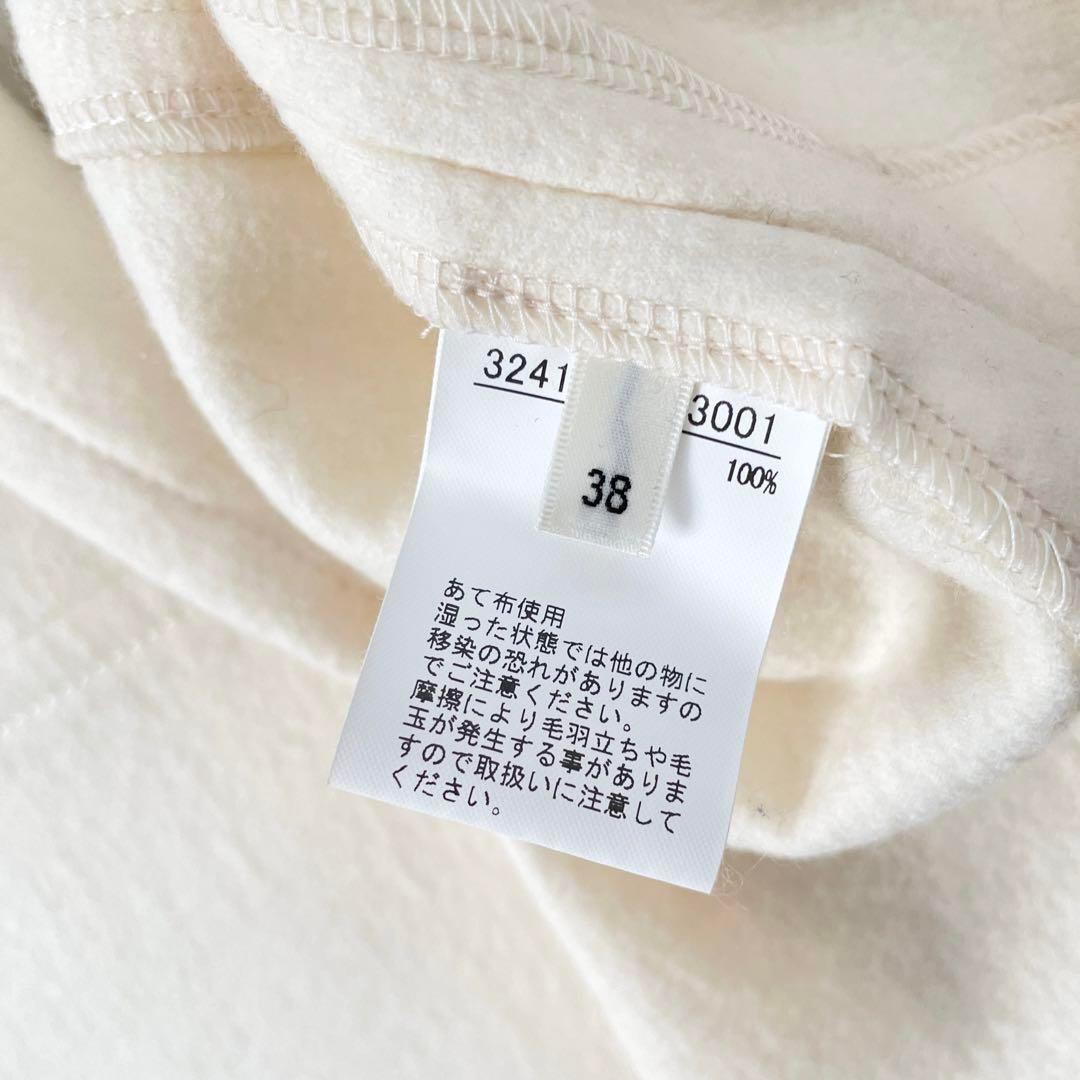 3241 3001
100%
38
あて布使用
湿った状態では他の物に
移染の恐れがありますの
でご注意ください。
摩擦により毛羽立ちや毛
玉が発生する事がありま
すので取扱いに注意して
ください。